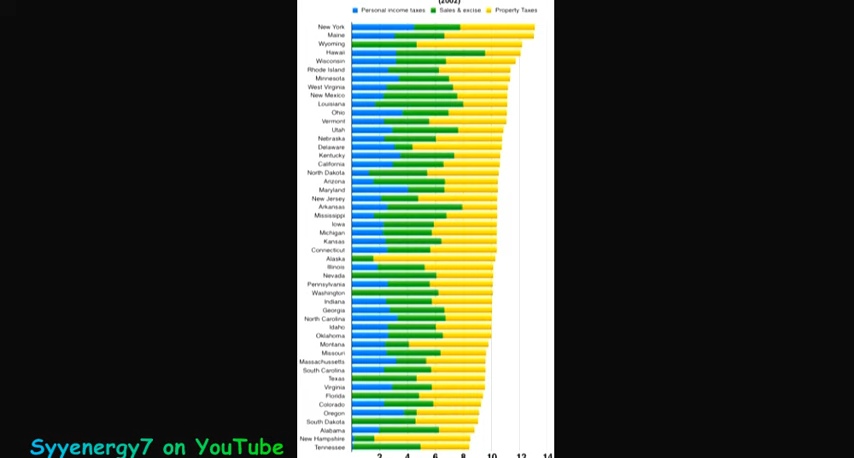 (2002)
Personal income taxes Sales & excise Property Taxes
New York
Maine
Wyoming
Hawaii
Wisconsin
Rhode Island
Minnesota
West Virginia
New Mexico
Louisiana
Ohio
Vermont
Utah
Nebraska
Delaware
Kentucky
California
North Dakota
Arizona
Maryland
New Jersey
Arkansas
Mississippi
Iowa
Michigan
Kansas
Connecticut
Alaska
Illinois
Nevada
Pennsylvania
Washington
Indiana
Georgia
North Carolina
Idaho
Oklahoma
Montana
Missouri
Massachussetts
South Carolina
Texas
Virginia
Florida
Colorado
Oregon
South Dakota
Alabama
New Hampshire
Tennessee
2 4 6 8 10 12 14
Syyenergy7 on YouTube